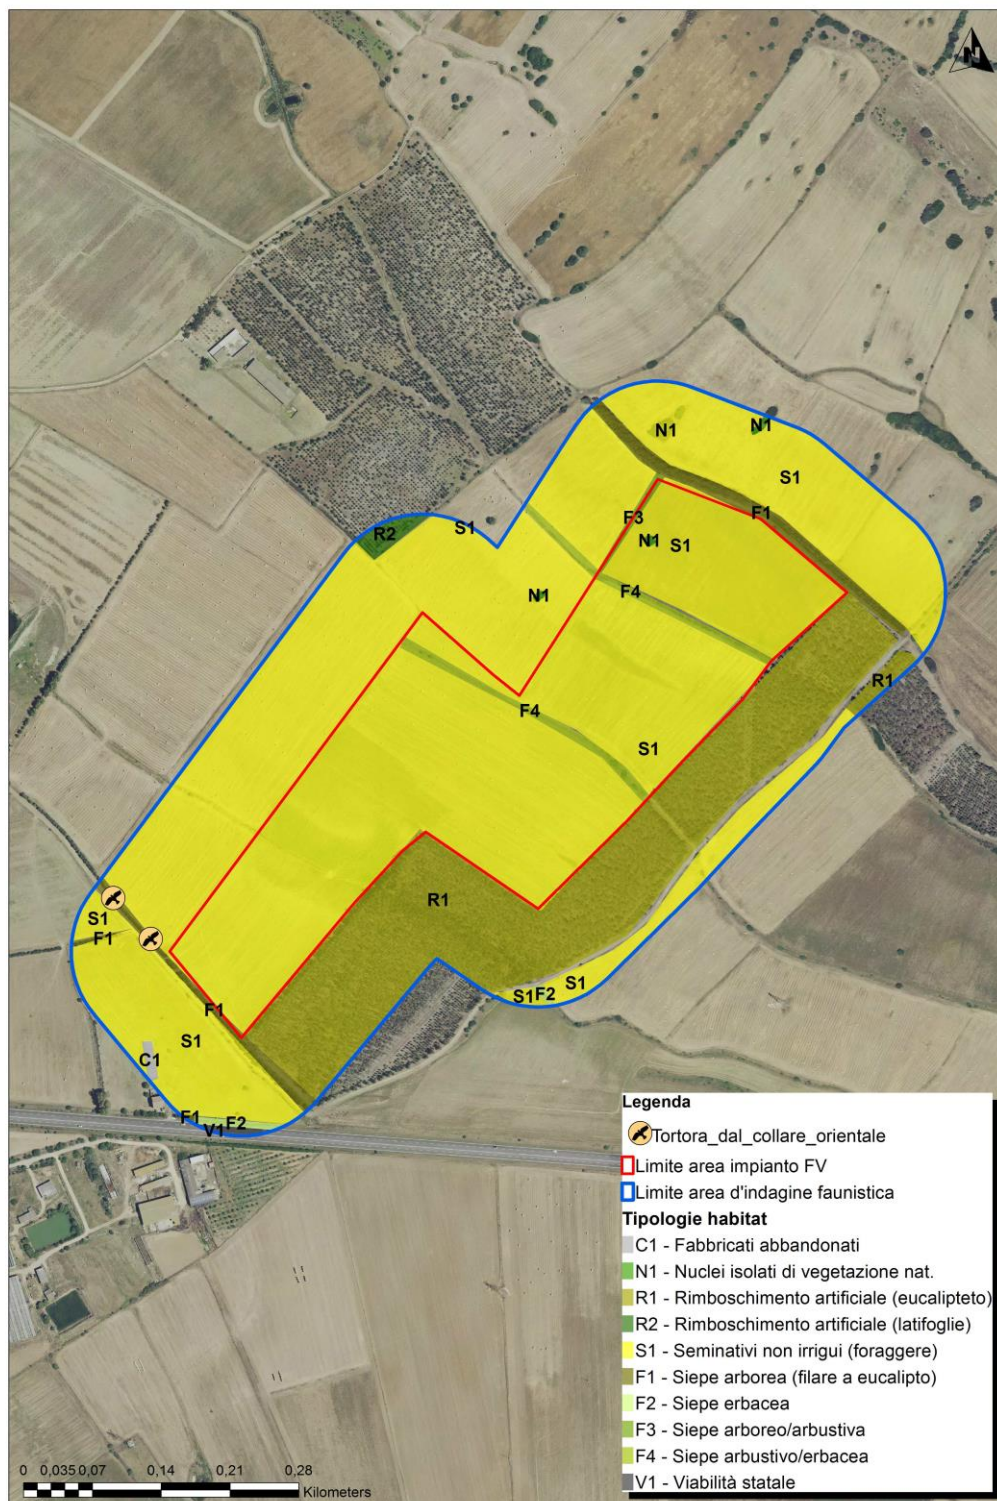 N
N1
N1
S1
F3
F1
S1
R2
N1
S1
N1
F4
R1
F4
S1
R1
S1
F1
S1
F2
S1
F1
S1
C1
F1
F2
V1
Legenda
Tortora_dal_collare_orientale
Limite area impianto FV
Limite area d'indagine faunistica
Tipologie habitat
C1 - Fabbricati abbandonati
N1 - Nuclei isolati di vegetazione nat.
R1 - Rimboschimento artificiale (eucalipteto)
R2 - Rimboschimento artificiale (latifoglie)
S1 - Seminativi non irrigui (foraggere)
F1 - Siepe arborea (filare a eucalipto)
F2 - Siepe erbacea
F3 - Siepe arboreo/arbustiva
F4 - Siepe arbustivo/erbacea
V1 - Viabilità statale
0 0,035 0,07 0,14 0,21 0,28
Kilometers